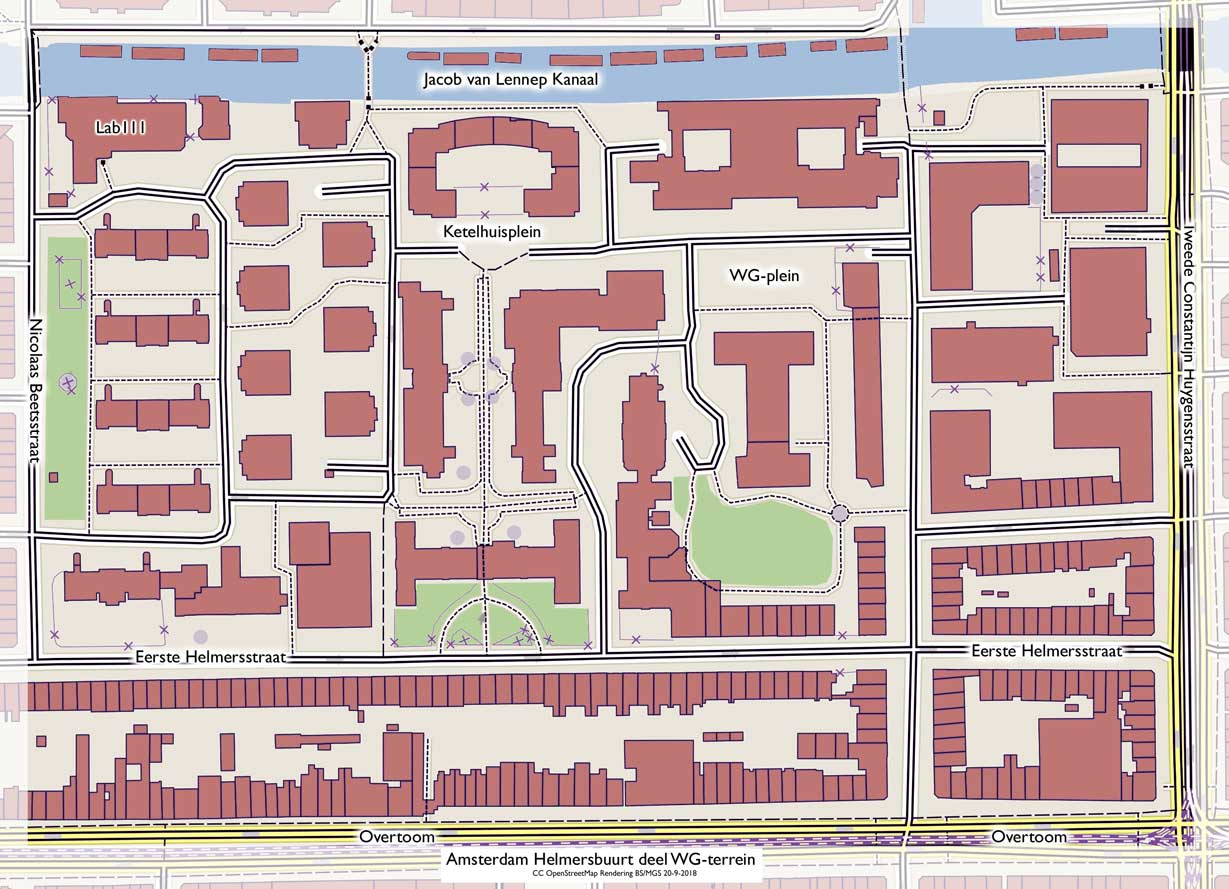 Jacob van Lennep Kanaal
Lab111
Ketelhuisplein
WG-plein
Tweede Constantijn Huygensstraat
Nicolaas Beetsstraat
Eerste Helmersstraat
Eerste Helmersstraat
Overtoom
Overtoom
Amsterdam Helmersbuurt deel WG-terrein
CC OpenStreetMap Rendering BS/MGS 20-9-2018